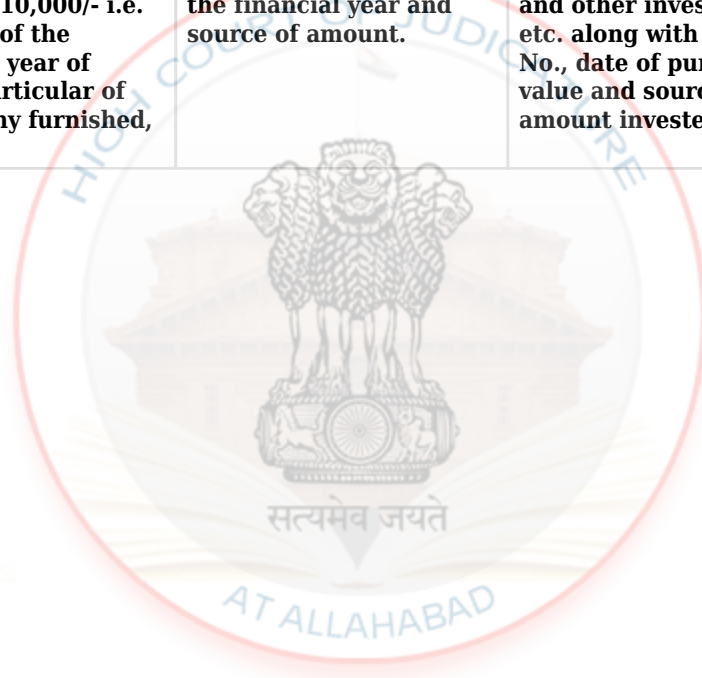 10,000/- i.e.
of the
year of
rticular of
ny furnished,
the financial year and
source of amount.
and other inves
etc. along with
No., date of pur
value and sourc
amount investe
HIGH COURT OF JUDICATURE
सत्यमेव जयते
AT ALLAHABAD